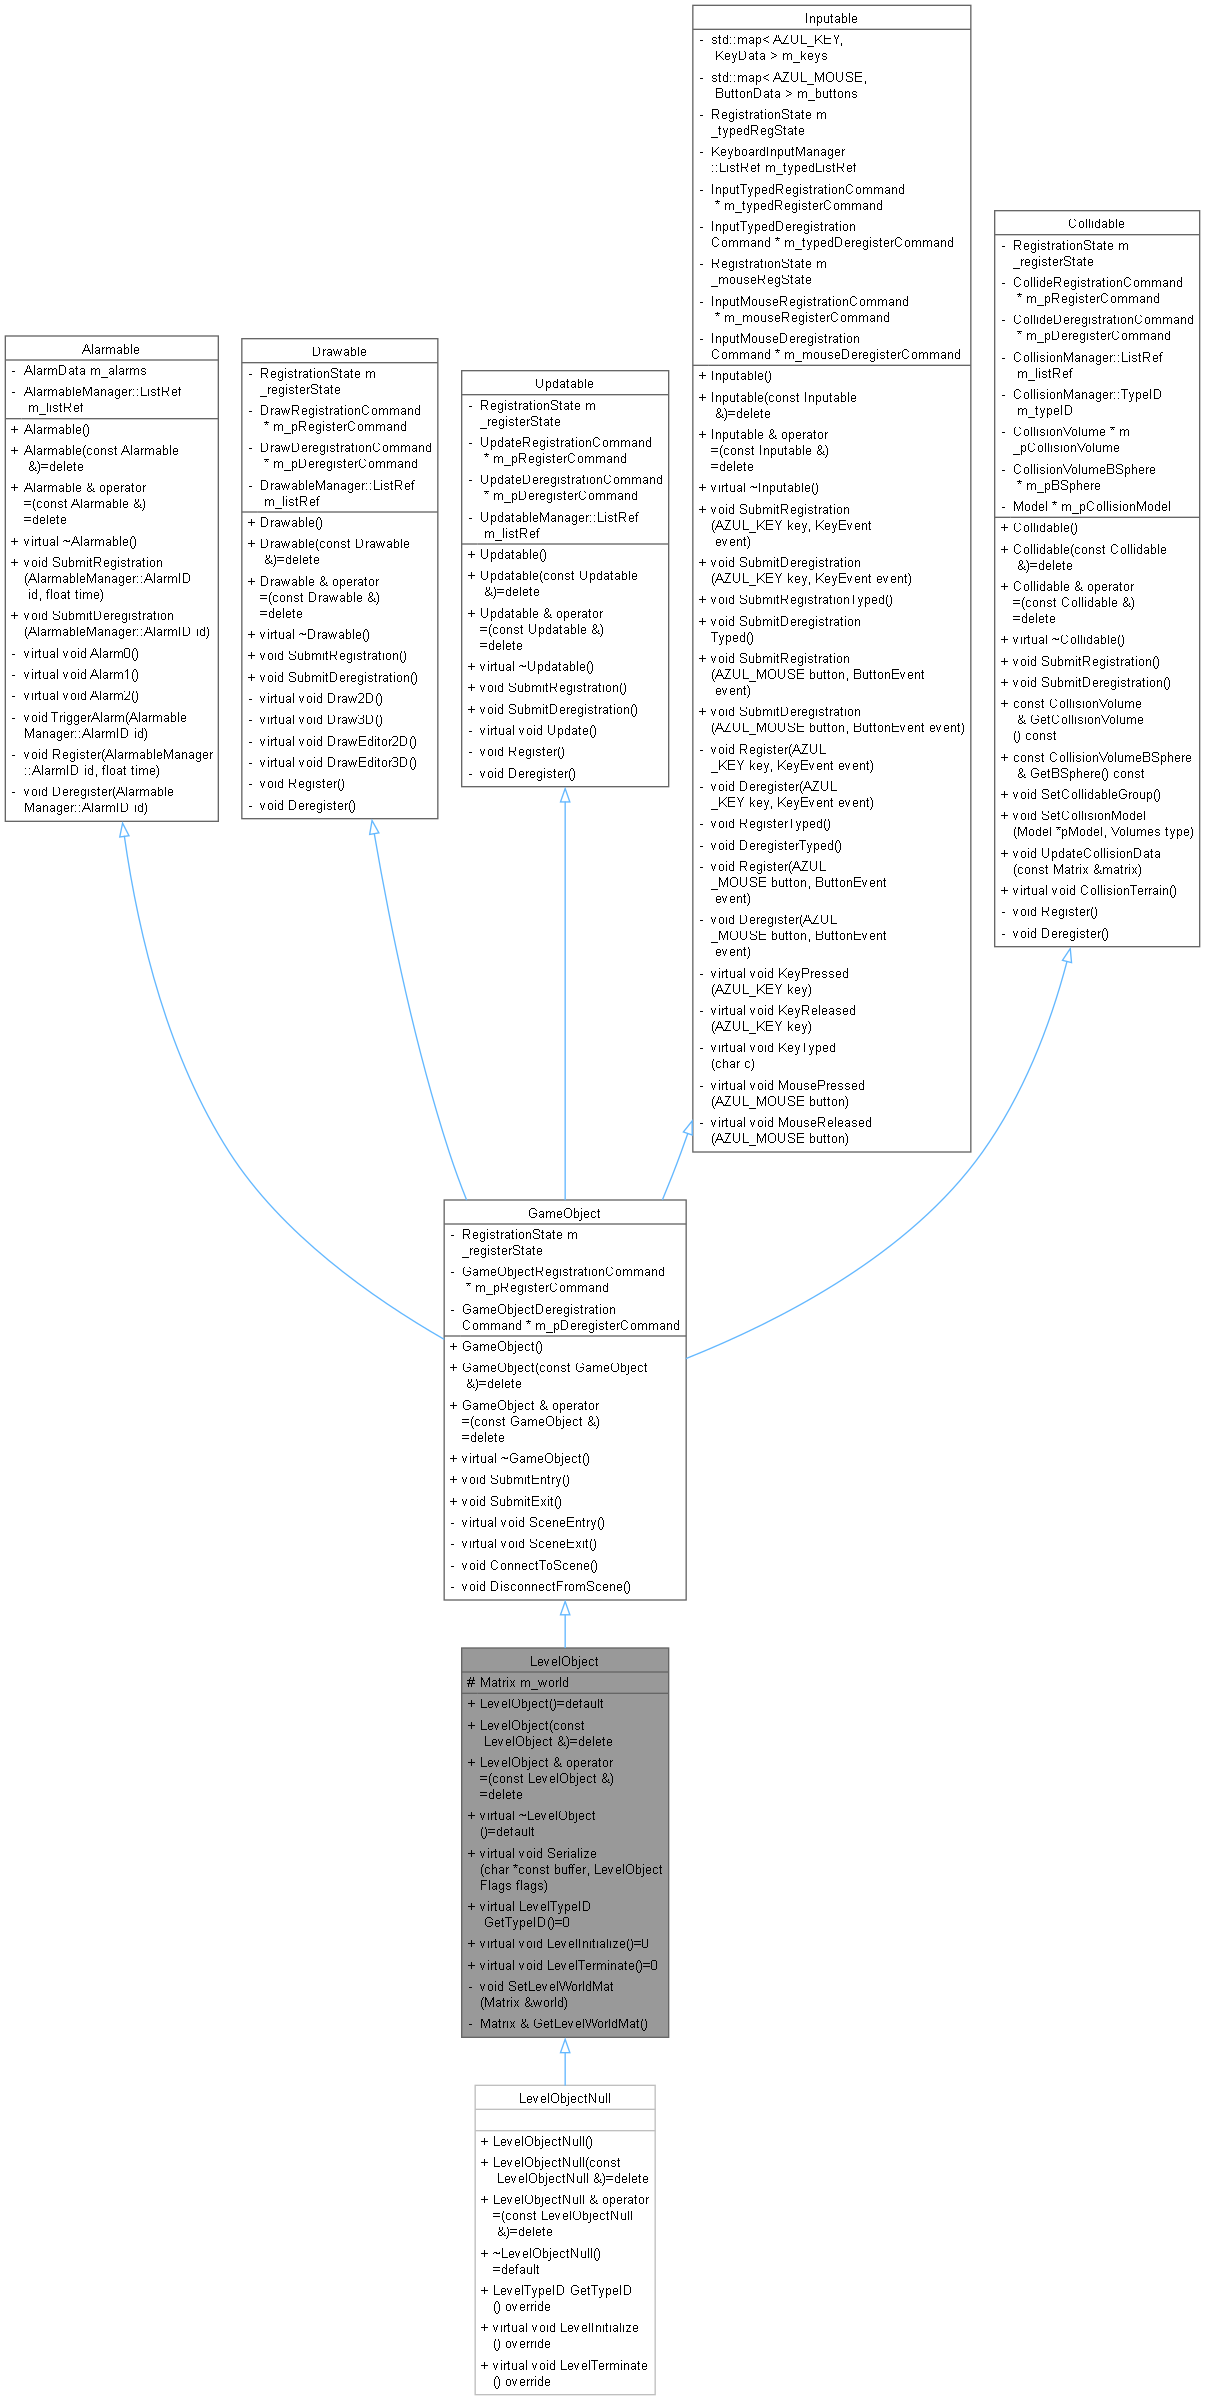 Inputable
- std::map< AZUL_KEY,
KeyData > m_keys
- std::map< AZUL_MOUSE,
ButtonData > m_buttons
- RegistrationState m
_typedRegState
- KeyboardInputManager
::ListRef m_typedListRef
- InputTypedRegistrationCommand
* m_typedRegisterCommand
- InputTypedDeregistration
Command * m_typedDeregisterCommand
- RegistrationState m
_mouseRegState
- InputMouseRegistrationCommand
* m_mouseRegisterCommand
- InputMouseDeregistration
Command * m_mouseDeregisterCommand
+ Inputable()
+ Inputable(const Inputable
&)=delete
+ Inputable & operator
=(const Inputable &)
=delete
+ virtual ~Inputable()
+ void SubmitRegistration
(AZUL_KEY key, KeyEvent
event)
+ void SubmitDeregistration
(AZUL_KEY key, KeyEvent event)
+ void SubmitRegistrationTyped()
+ void SubmitDeregistration
Typed()
+ void SubmitRegistration
(AZUL_MOUSE button, ButtonEvent
event)
+ void SubmitDeregistration
(AZUL_MOUSE button, ButtonEvent event)
- void Register(AZUL
_KEY key, KeyEvent event)
- void Deregister(AZUL
_KEY key, KeyEvent event)
- void RegisterTyped()
- void DeregisterTyped()
- void Register(AZUL
_MOUSE button, ButtonEvent
event)
- void Deregister(AZUL
_MOUSE button, ButtonEvent
event)
- virtual void KeyPressed
(AZUL_KEY key)
- virtual void KeyReleased
(AZUL_KEY key)
- virtual void KeyTyped
(char c)
- virtual void MousePressed
(AZUL_MOUSE button)
- virtual void MouseReleased
(AZUL_MOUSE button)
Collidable
- RegistrationState m
_registerState
- CollideRegistrationCommand
* m_pRegisterCommand
- CollideDeregistrationCommand
* m_pDeregisterCommand
- CollisionManager::ListRef
m_listRef
- CollisionManager::TypeID
m_typeID
- CollisionVolume * m
_pCollisionVolume
- CollisionVolumeBSphere
* m_pBSphere
- Model * m_pCollisionModel
+ Collidable()
+ Collidable(const Collidable
&)=delete
+ Collidable & operator
=(const Collidable &)
=delete
+ virtual ~Collidable()
+ void SubmitRegistration()
+ void SubmitDeregistration()
+ const CollisionVolume
& GetCollisionVolume
() const
+ const CollisionVolumeBSphere
& GetBSphere() const
+ void SetCollidableGroup()
+ void SetCollisionModel
(Model *pModel, Volumes type)
+ void UpdateCollisionData
(const Matrix &matrix)
+ virtual void CollisionTerrain()
- void Register()
- void Deregister()
Alarmable
- AlarmData m_alarms
- AlarmableManager::ListRef
m_listRef
+ Alarmable()
+ Alarmable(const Alarmable
&)=delete
+ Alarmable & operator
=(const Alarmable &)
=delete
+ virtual ~Alarmable()
+ void SubmitRegistration
(AlarmableManager::AlarmID
id, float time)
+ void SubmitDeregistration
(AlarmableManager::AlarmID id)
- virtual void Alarm0()
- virtual void Alarm1()
- virtual void Alarm2()
- void TriggerAlarm(Alarmable
Manager::AlarmID id)
- void Register(AlarmableManager
::AlarmID id, float time)
- void Deregister(Alarmable
Manager::AlarmID id)
Drawable
- RegistrationState m
_registerState
- DrawRegistrationCommand
* m_pRegisterCommand
- DrawDeregistrationCommand
* m_pDeregisterCommand
- DrawableManager::ListRef
m_listRef
+ Drawable()
+ Drawable(const Drawable
&)=delete
+ Drawable & operator
=(const Drawable &)
=delete
+ virtual ~Drawable()
+ void SubmitRegistration()
+ void SubmitDeregistration()
- virtual void Draw2D()
- virtual void Draw3D()
- virtual void DrawEditor2D()
- virtual void DrawEditor3D()
- void Register()
- void Deregister()
Updatable
- RegistrationState m
_registerState
- UpdateRegistrationCommand
* m_pRegisterCommand
- UpdateDeregistrationCommand
* m_pDeregisterCommand
- UpdatableManager::ListRef
m_listRef
+ Updatable()
+ Updatable(const Updatable
&)=delete
+ Updatable & operator
=(const Updatable &)
=delete
+ virtual ~Updatable()
+ void SubmitRegistration()
+ void SubmitDeregistration()
- virtual void Update()
- void Register()
- void Deregister()
GameObject
- RegistrationState m
_registerState
- GameObjectRegistrationCommand
* m_pRegisterCommand
- GameObjectDeregistration
Command * m_pDeregisterCommand
+ GameObject()
+ GameObject(const GameObject
&)=delete
+ GameObject & operator
=(const GameObject &)
=delete
+ virtual ~GameObject()
+ void SubmitEntry()
+ void SubmitExit()
- virtual void SceneEntry()
- virtual void SceneExit()
- void ConnectToScene()
- void DisconnectFromScene()
LevelObject
# Matrix m_world
+ LevelObject()=default
+ LevelObject(const
LevelObject &)=delete
+ LevelObject & operator
=(const LevelObject &)
=delete
+ virtual ~LevelObject
()=default
+ virtual void Serialize
(char *const buffer, LevelObject
Flags flags)
+ virtual LevelTypeID
GetTypeID()=0
+ virtual void LevelInitialize()=0
+ virtual void LevelTerminate()=0
- void SetLevelWorldMat
(Matrix &world)
- Matrix & GetLevelWorldMat()
LevelObjectNull
+ LevelObjectNull()
+ LevelObjectNull(const
LevelObjectNull &)=delete
+ LevelObjectNull & operator
=(const LevelObjectNull
&)=delete
+ ~LevelObjectNull()
=default
+ LevelTypeID GetTypeID
() override
+ virtual void LevelInitialize
() override
+ virtual void LevelTerminate
() override